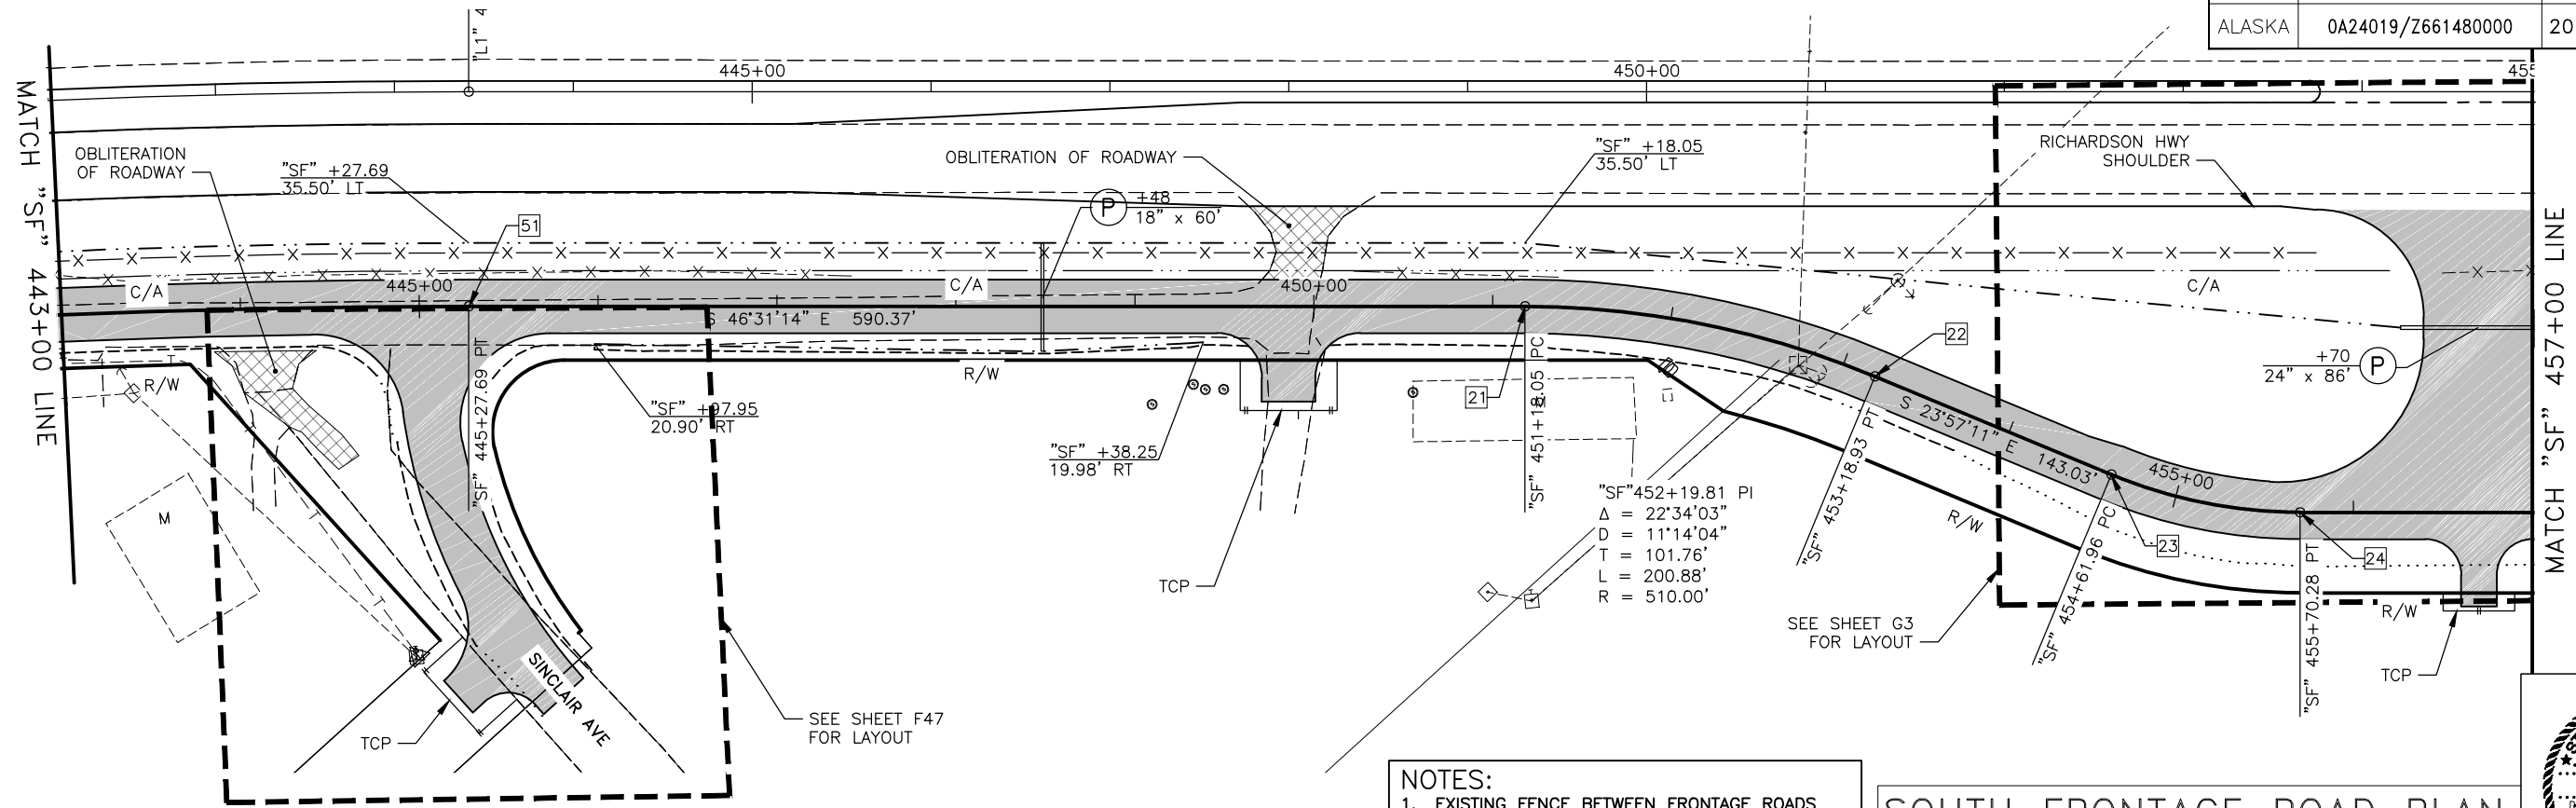 ALASKA 0A24019/Z661480000 20
"L1" 4
445+00
450+00
455
MATCH "SF" 443+00 LINE
OBLITERATION
OF ROADWAY
"SF" +27.69
35.50' LT
51
OBLITERATION OF ROADWAY
P
+48
18" x 60'
"SF" +18.05
35.50' LT
RICHARDSON HWY
SHOULDER
C/A
445+00
C/A
450+00
C/A
S 46°31'14" E 590.37'
R/W
R/W
"SF" 445+27.69 PT
"SF" +97.95
20.90' RT
"SF" +38.25
19.98' RT
21
"SF" 451+18.05 PC
22
S 23°57'11" E 143.03'
455+00
+70
24" x 86'
P
"SF" 453+18.93 PT
"SF"452+19.81 PI
Δ = 22°34'03"
D = 11°14'04"
T = 101.76'
L = 200.88'
R = 510.00'
R/W
"SF" 454+61.96 PC
23
24
"SF" 455+70.28 PT
R/W
M
TCP
TCP
TCP
SINCLAIR AVE
SEE SHEET F47
FOR LAYOUT
SEE SHEET G3
FOR LAYOUT
MATCH "SF" 457+00 LINE
NOTES:
1. EXISTING FENCE BETWEEN FRONTAGE ROADS
SOUTH FRONTAGE ROAD PLAN